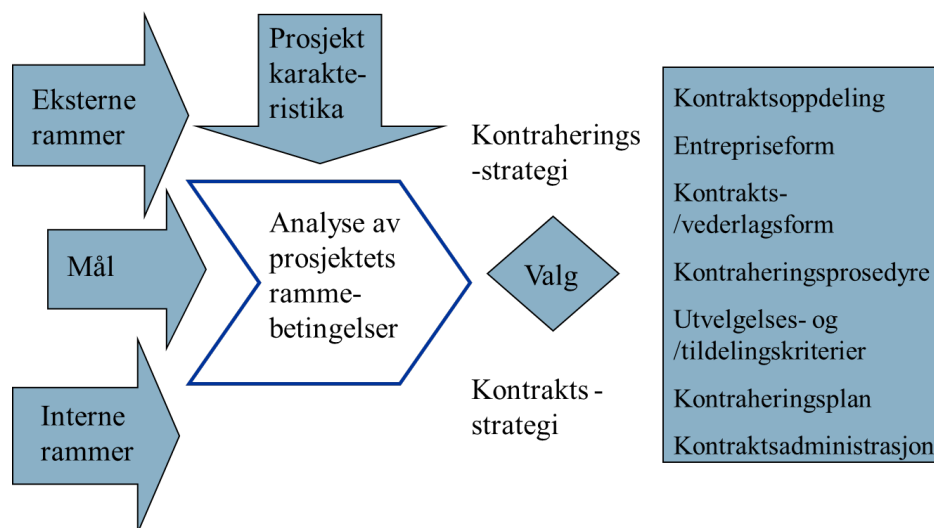 Eksterne
rammer
Prosjekt
karakte-
ristika
Mål
Interne
rammer
Analyse av
prosjektets
ramme-
betingelser
Kontraherings
-strategi
Valg
Kontrakts -
strategi
Kontraktsoppdeling
Entrepriseform
Kontrakts-
/vederlagsform
Kontraheringsprosedyre
Utvelgelses- og
/tildelingskriterier
Kontraheringsplan
Kontraktsadministrasjon